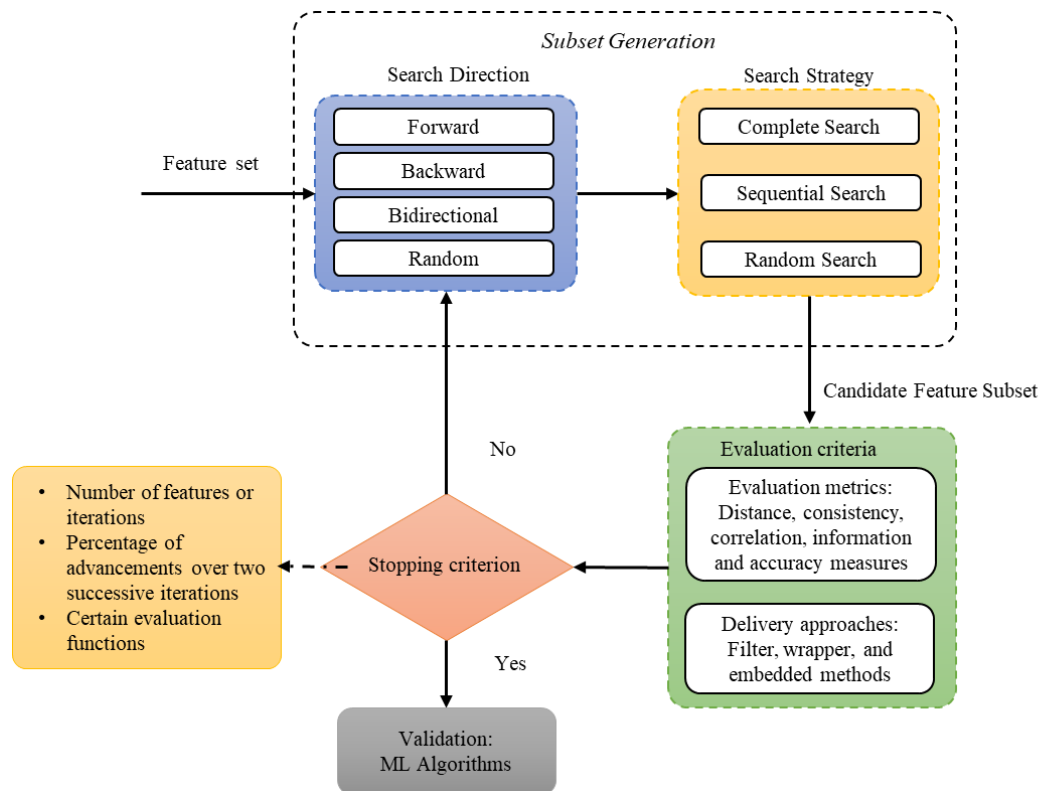 Subset Generation
Search Direction
Search Strategy
Forward
Backward
Bidirectional
Random
Complete Search
Sequential Search
Random Search
Feature set
Candidate Feature Subset
Evaluation criteria
Evaluation metrics:
Distance, consistency,
correlation, information
and accuracy measures
Delivery approaches:
Filter, wrapper, and
embedded methods
No
Stopping criterion
• Number of features or
iterations
• Percentage of
advancements over two
successive iterations
• Certain evaluation
functions
Yes
Validation:
ML Algorithms